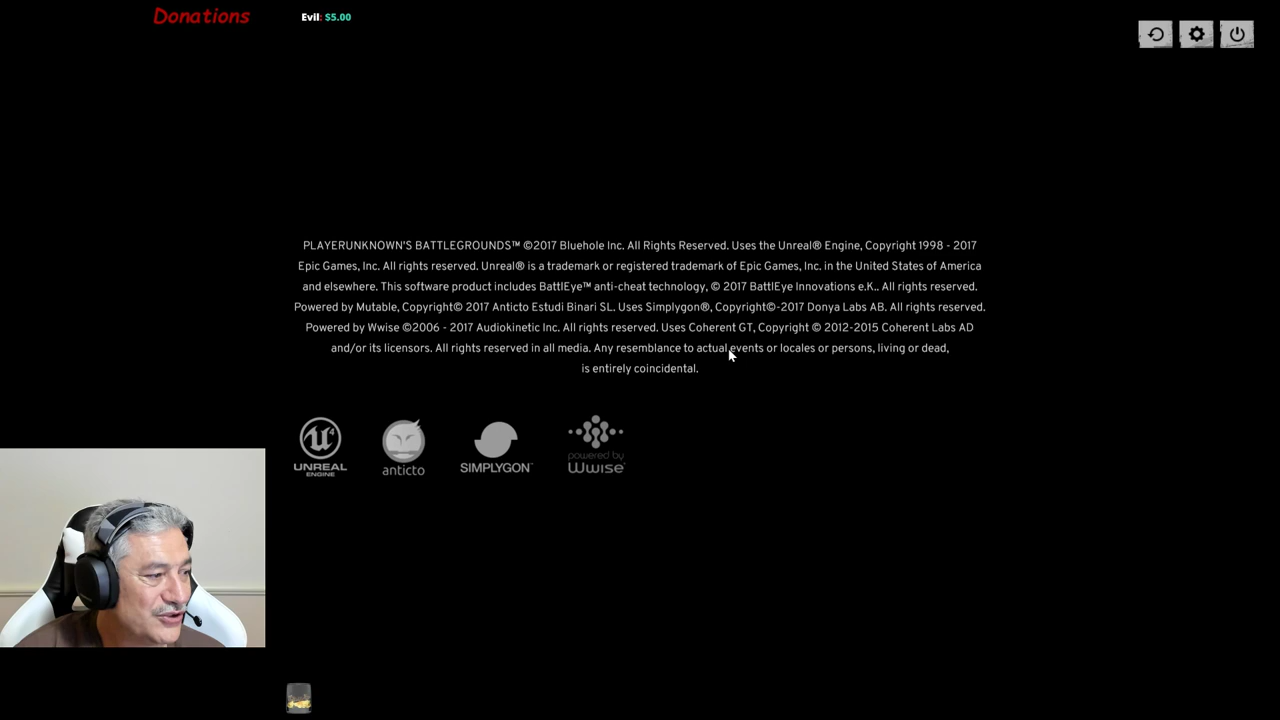 Donations
Evil: $5.00
PLAYERUNKNOWN'S BATTLEGROUNDS™ ©2017 Bluehole Inc. All Rights Reserved. Uses the Unreal® Engine, Copyright 1998 - 2017
Epic Games, Inc. All rights reserved. Unreal® is a trademark or registered trademark of Epic Games, Inc. in the United States of America
and elsewhere. This software product includes BattlEye™ anti-cheat technology, © 2017 BattlEye Innovations e.K.. All rights reserved.
Powered by Mutable, Copyright© 2017 Anticto Estudi Binari SL. Uses Simplygon®, Copyright©-2017 Donya Labs AB. All rights reserved.
Powered by Wwise ©2006 - 2017 Audiokinetic Inc. All rights reserved. Uses Coherent GT, Copyright © 2012-2015 Coherent Labs AD
and/or its licensors. All rights reserved in all media. Any resemblance to actual events or locales or persons, living or dead,
is entirely coincidental.
U4
UNREAL
ENGINE
anticto
SIMPLYGON™
powered by
Wwise